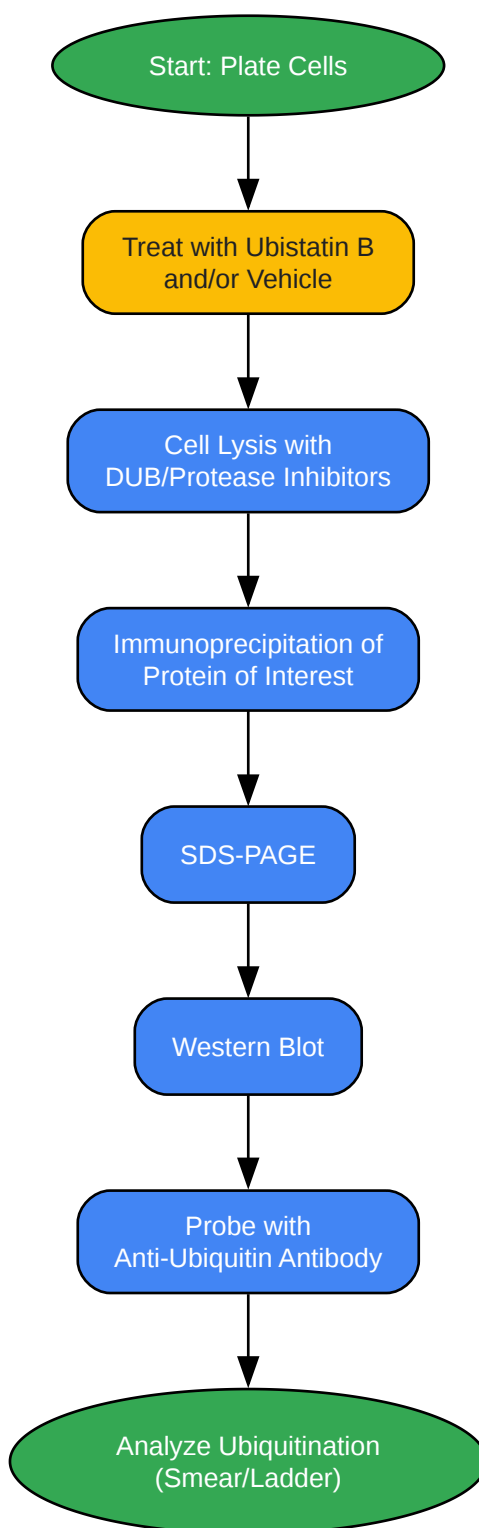 Start: Plate Cells
Treat with Ubistatin B
and/or Vehicle
Cell Lysis with
DUB/Protease Inhibitors
Immunoprecipitation of
Protein of Interest
SDS-PAGE
Western Blot
Probe with
Anti-Ubiquitin Antibody
Analyze Ubiquitination
(Smear/Ladder)